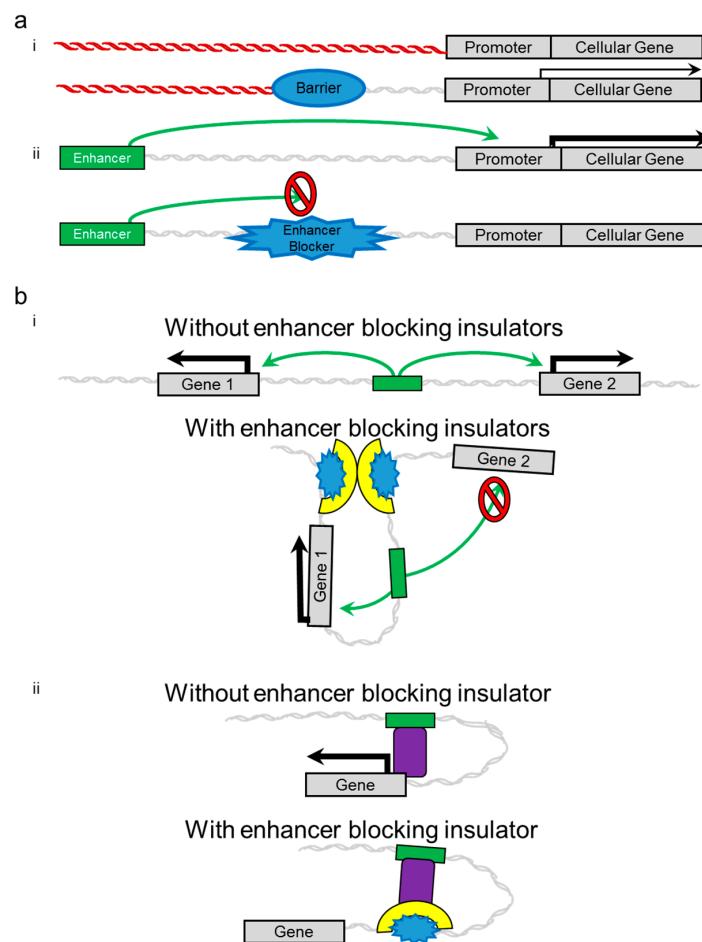 a
i
Promoter Cellular Gene
Barrier
Promoter Cellular Gene
ii
Enhancer
Promoter Cellular Gene
Enhancer
Enhancer
Blocker
Promoter Cellular Gene
b
i
Without enhancer blocking insulators
Gene 1
Gene 2
With enhancer blocking insulators
Gene 2
Gene 1
ii
Without enhancer blocking insulator
Gene
With enhancer blocking insulator
Gene